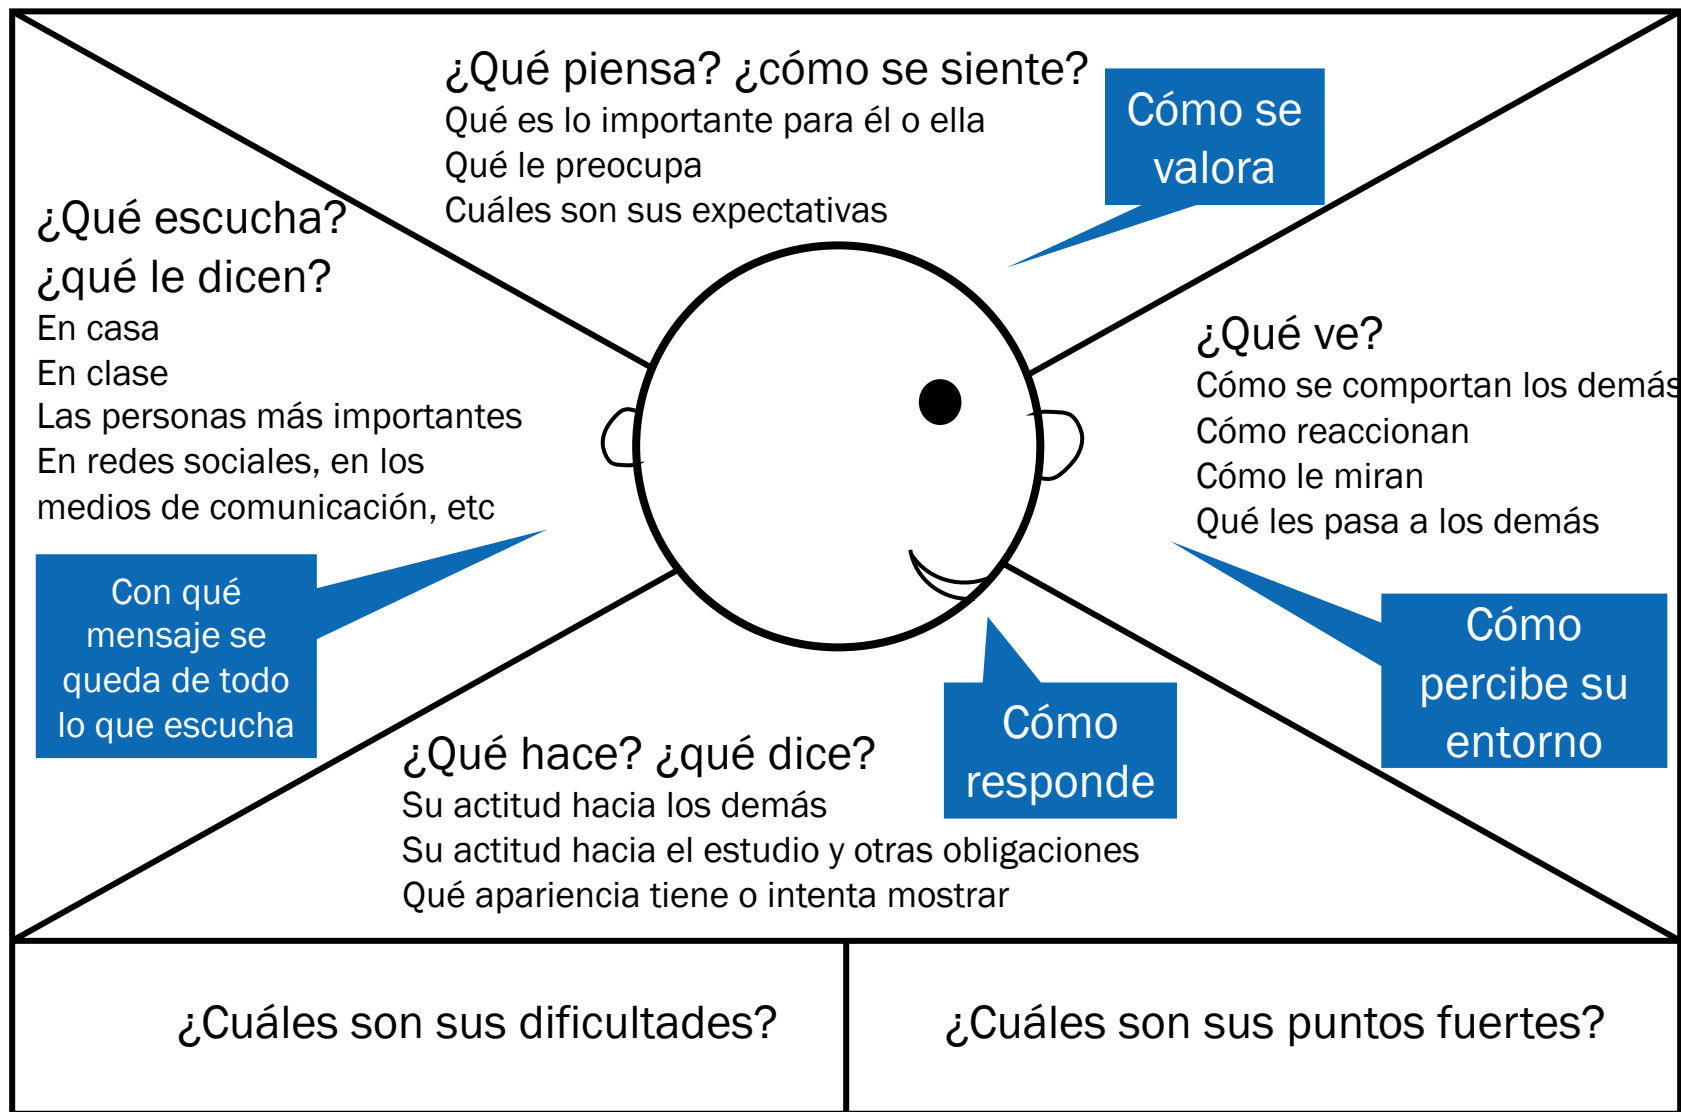 ¿Qué piensa? ¿cómo se siente?
Qué es lo importante para él o ella
Qué le preocupa
Cuáles son sus expectativas
Cómo se
valora
¿Qué escucha?
¿qué le dicen?
En casa
En clase
Las personas más importantes
En redes sociales, en los
medios de comunicación, etc
Con qué
mensaje se
queda de todo
lo que escucha
¿Qué ve?
Cómo se comportan los demás
Cómo reaccionan
Cómo le miran
Qué les pasa a los demás
Cómo
percibe su
entorno
¿Qué hace? ¿qué dice?
Su actitud hacia los demás
Su actitud hacia el estudio y otras obligaciones
Qué apariencia tiene o intenta mostrar
Cómo
responde
¿Cuáles son sus dificultades?
¿Cuáles son sus puntos fuertes?